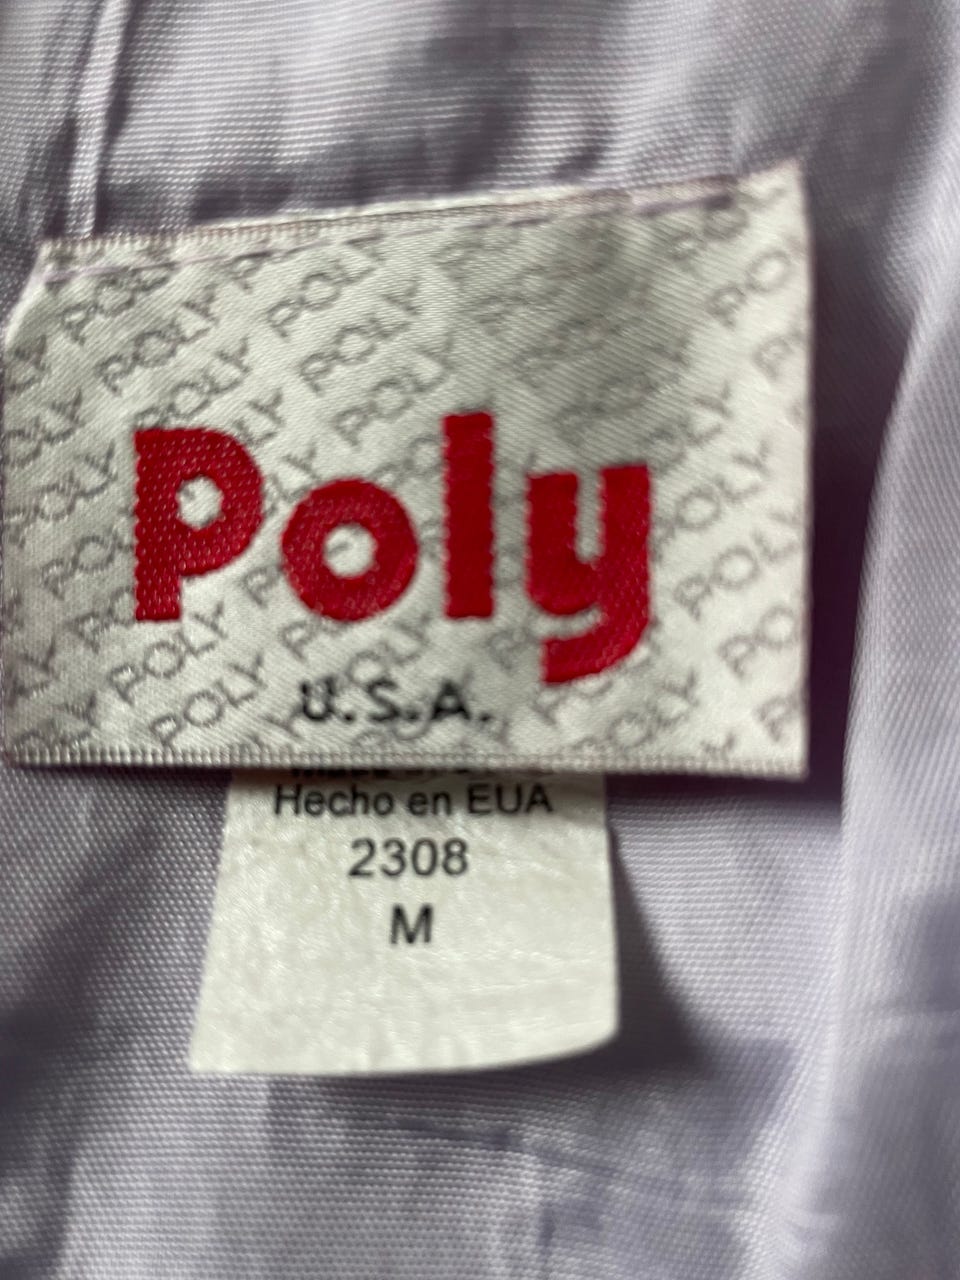 Poly
U.S.A.
Hecho en EUA
2308
M